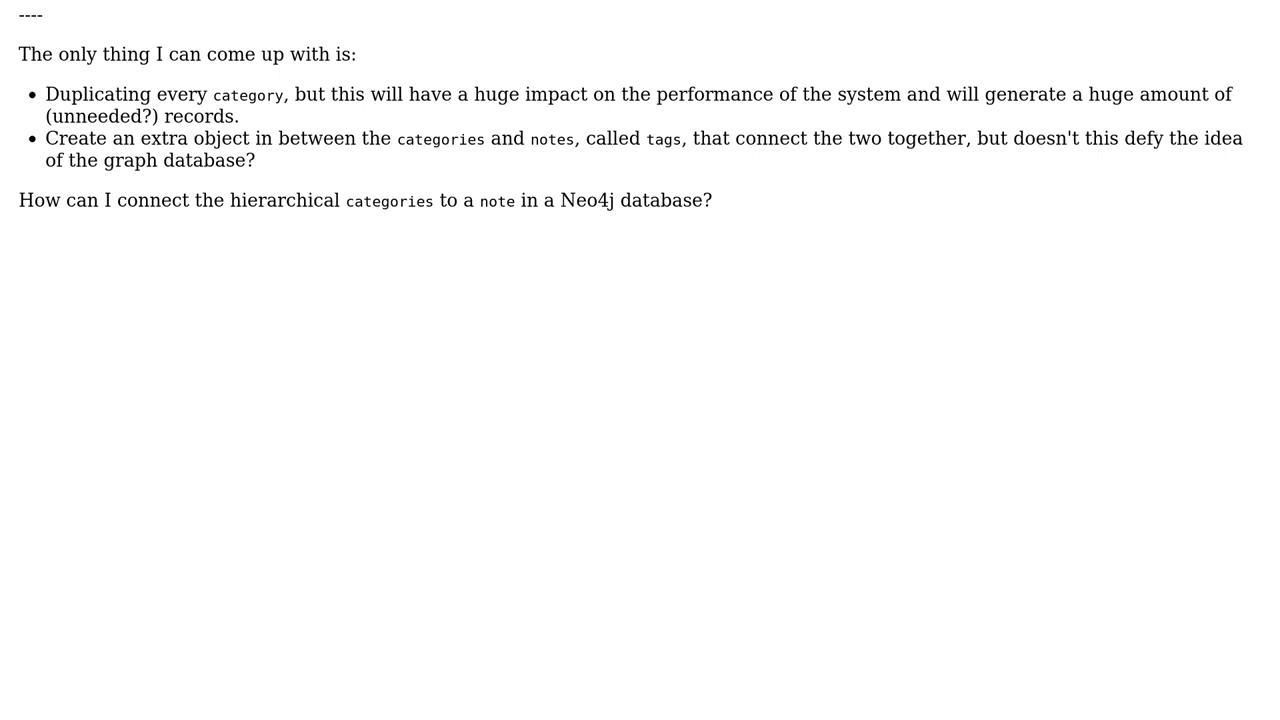 ----
The only thing I can come up with is:
• Duplicating every category, but this will have a huge impact on the performance of the system and will generate a huge amount of
(unneeded?) records.
• Create an extra object in between the categories and notes, called tags, that connect the two together, but doesn't this defy the idea
of the graph database?
How can I connect the hierarchical categories to a note in a Neo4j database?